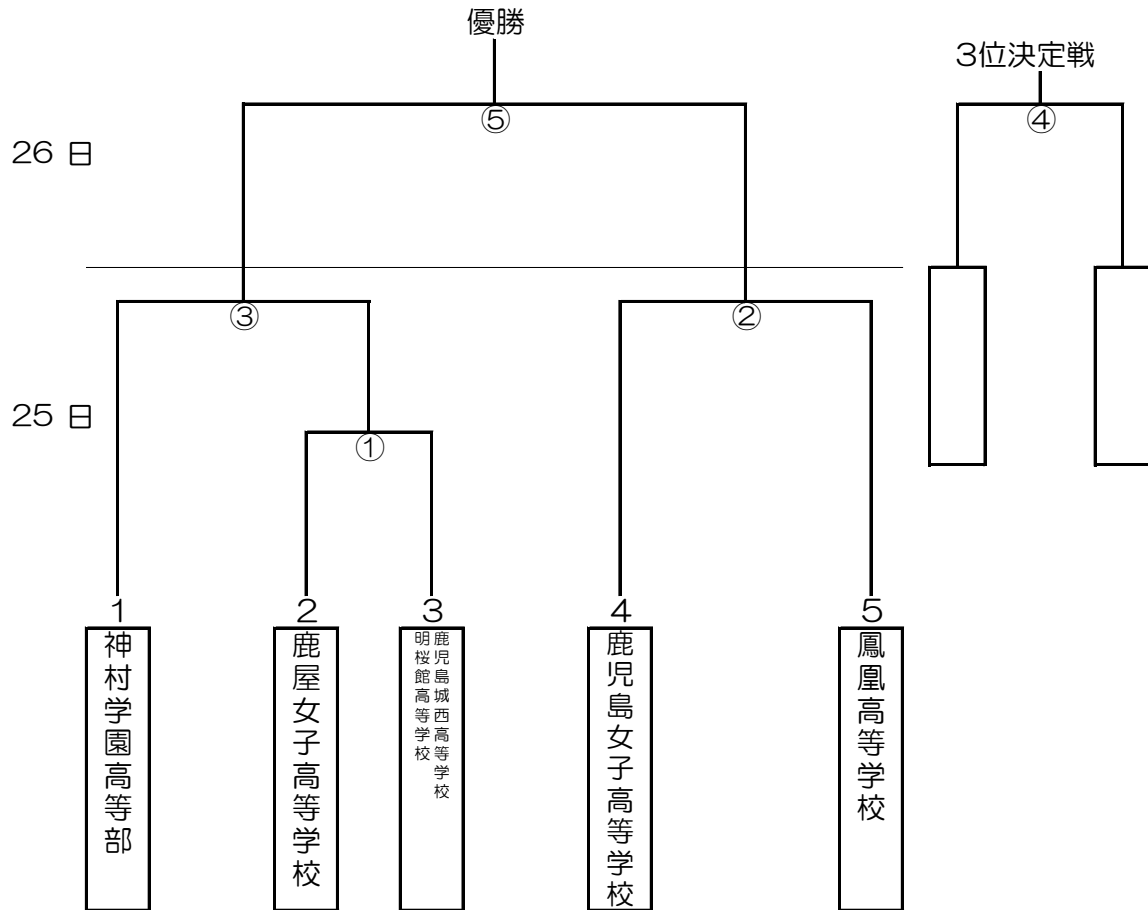 優勝
3位決定戦
⑤
④
26 日
③
②
25 日
①
1
2
3
4
5
神村学園高等部
鹿屋女子高等学校
鹿児島城西高等学校
明桜館高等学校
鹿児島女子高等学校
鳳凰高等学校